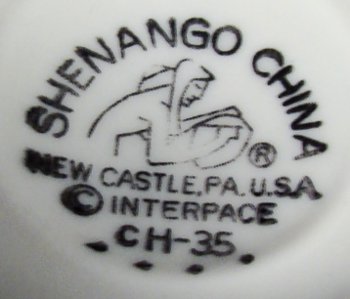 SHENANGO CHINA
®
NEW CASTLE, PA. U.S.A
© INTERPACE
CH-35